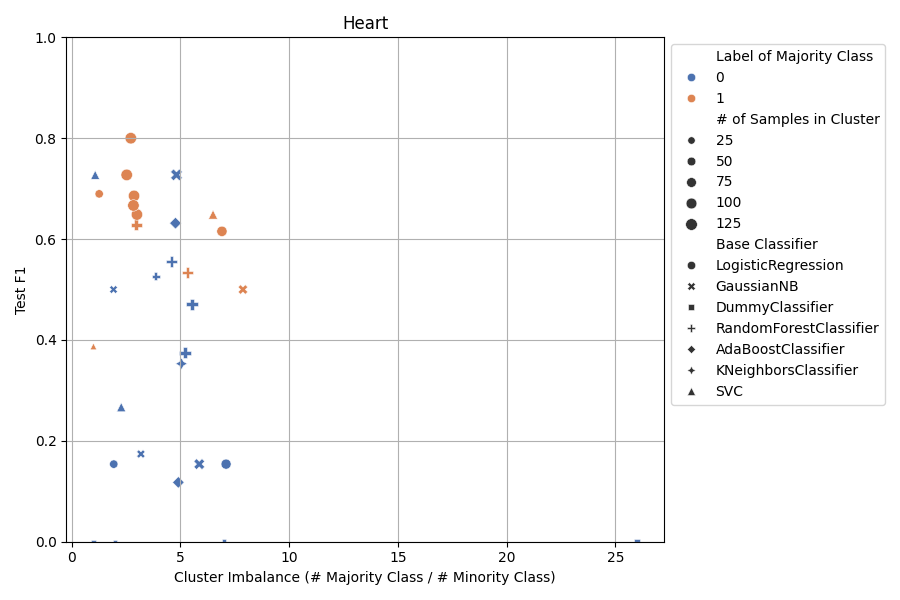 Heart
1.0
0.8
0.6
0.4
0.2
0.0
Test F1
0 5 10 15 20 25
Cluster Imbalance (# Majority Class / # Minority Class)
Label of Majority Class
0
1
# of Samples in Cluster
25
50
75
100
125
Base Classifier
LogisticRegression
GaussianNB
DummyClassifier
RandomForestClassifier
AdaBoostClassifier
KNeighborsClassifier
SVC